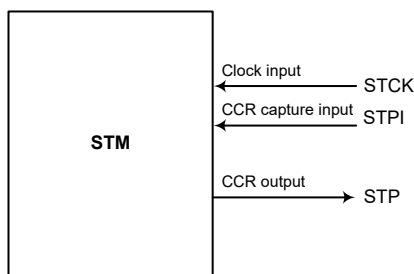 Clock input
STCK
CCR capture input
STPI
STM
CCR output
STP